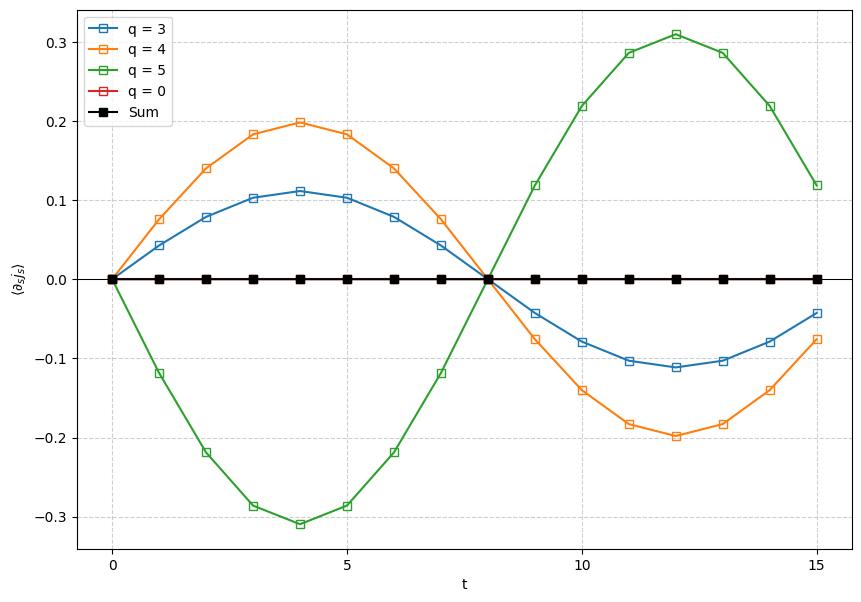 q = 3
q = 4
q = 5
q = 0
Sum
0.3
0.2
0.1
0.0
−0.1
−0.2
−0.3
⟨∂sjs⟩
0
5
10
15
t